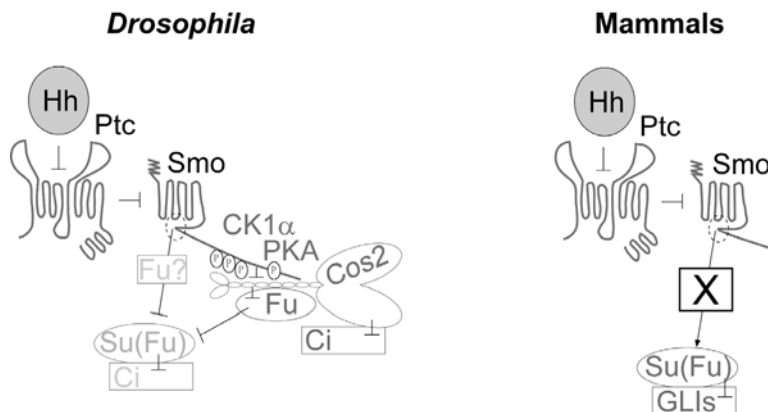 Drosophila
Mammals
Hh
Ptc
Smo
CK1α
PKA
P
P
P
P
Cos2
Fu?
Fu
Su(Fu)
Ci
Ci
Hh
Ptc
Smo
X
Su(Fu)
GLIs